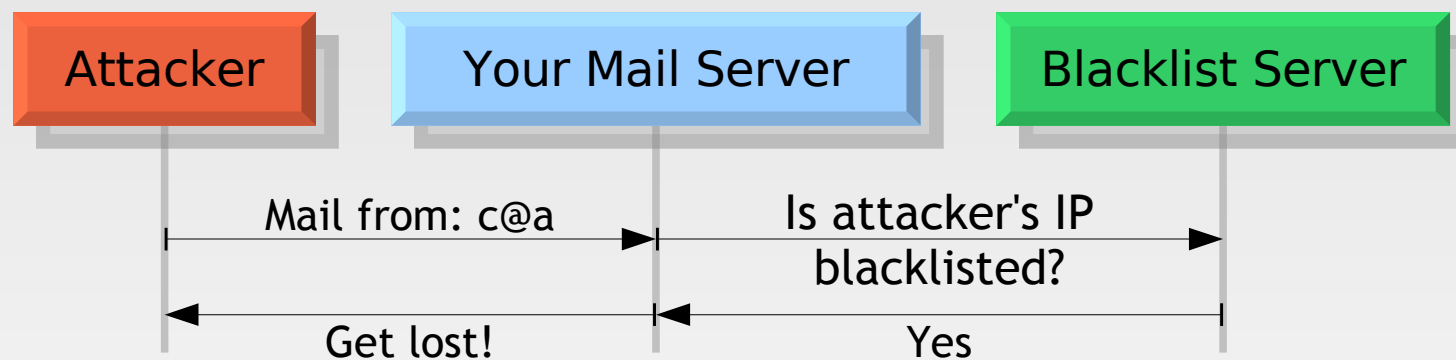 Attacker
Your Mail Server
Blacklist Server
Mail from: c@a
Is attacker's IP
blacklisted?
Get lost!
Yes